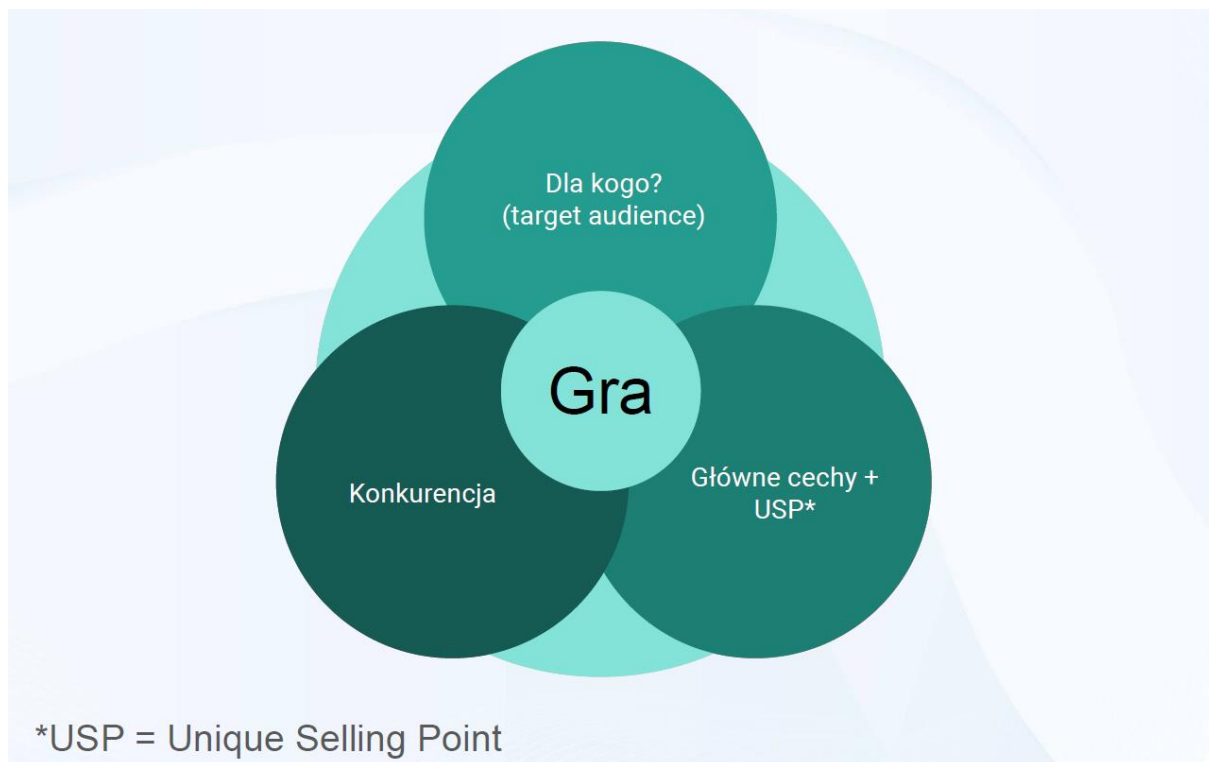 Dla kogo?
(target audience)
Gra
Konkurencja
Główne cechy +
USP*
*USP = Unique Selling Point